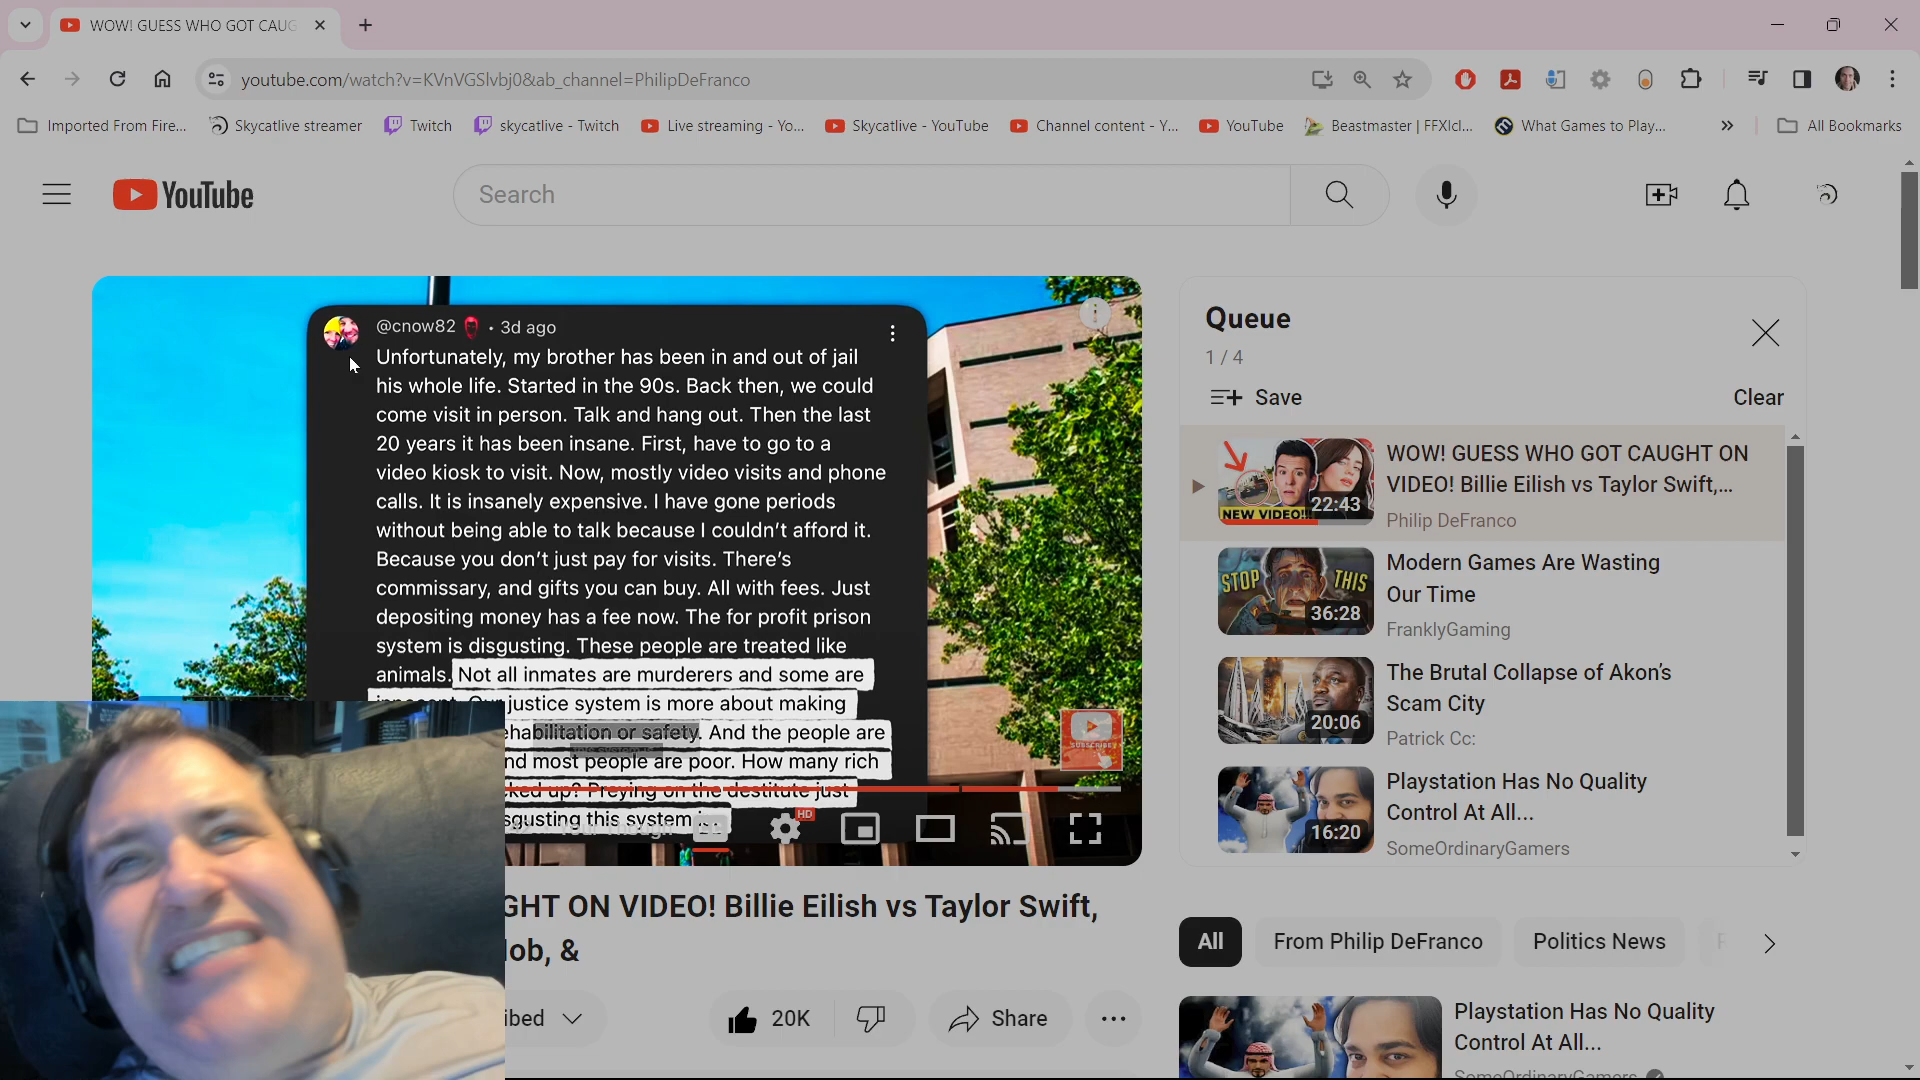 WOW! GUESS WHO GOT CAUG
youtube.com/watch?v=KVnVGSlvbj0&ab_channel=PhilipDeFranco
Imported From Fire...
Skycatlive streamer
Twitch
skycatlive - Twitch
Live streaming - Yo...
Skycatlive - YouTube
Channel content - Y...
YouTube
Beastmaster | FFXIcl...
What Games to Play...
All Bookmarks
YouTube
Search
@cnow82 • 3d ago
Unfortunately, my brother has been in and out of jail
his whole life. Started in the 90s. Back then, we could
come visit in person. Talk and hang out. Then the last
20 years it has been insane. First, have to go to a
video kiosk to visit. Now, mostly video visits and phone
calls. It is insanely expensive. I have gone periods
without being able to talk because I couldn't afford it.
Because you don't just pay for visits. There's
commissary, and gifts you can buy. All with fees. Just
depositing money has a fee now. The for profit prison
system is disgusting. These people are treated like
animals. Not all inmates are murderers and some are
Our justice system is more about making
ehabilitation or safety. And the people are
nd most people are poor. How many rich
cked up? Preying on the destitute just
sgusting this system is.
SUBSCRIBE
HD
GHT ON VIDEO! Billie Eilish vs Taylor Swift,
ob, &
ibed
20K
Share
Queue
1 / 4
Save
Clear
WOW! GUESS WHO GOT CAUGHT ON
VIDEO! Billie Eilish vs Taylor Swift,...
Philip DeFranco
NEW VIDEO!
22:43
Modern Games Are Wasting
Our Time
FranklyGaming
STOP THIS
36:28
The Brutal Collapse of Akon's
Scam City
Patrick Cc:
20:06
Playstation Has No Quality
Control At All...
SomeOrdinaryGamers
16:20
All
From Philip DeFranco
Politics News
Playstation Has No Quality
Control At All...
SomeOrdinaryGamers